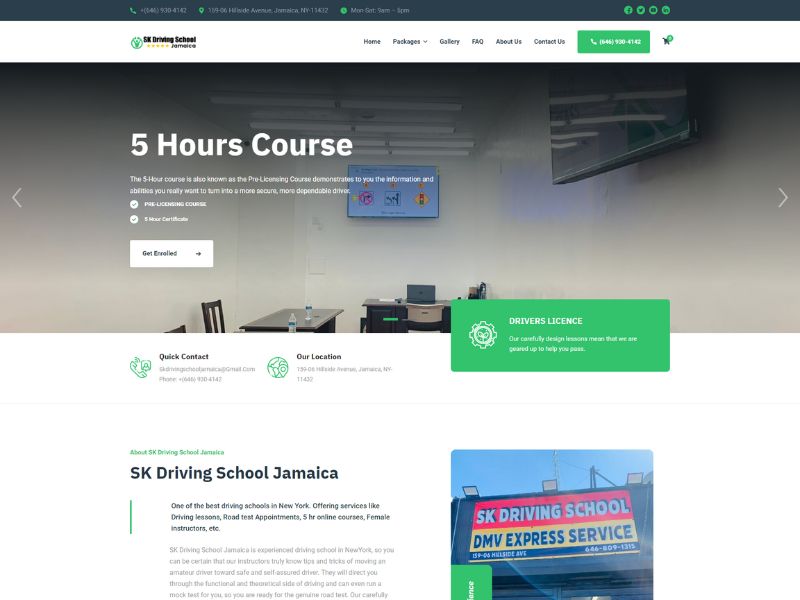 +(646) 930-4142
159-06 Hillside Avenue, Jamaica, NY-11432
Mon-Sat: 9am – 5pm
SK Driving School
Jamaica
Home
Packages
Gallery
FAQ
About Us
Contact Us
(646) 930-4142
5 Hours Course
The 5-Hour course is also known as the Pre-Licensing Course demonstrates to you the information and
abilities you really want to turn into a more secure, more dependable driver.
PRE-LICENSING COURSE
5 Hour Certificate
Get Enrolled
DRIVERS LICENCE
Our carefully design lessons mean that we are
geared up to help you pass.
Quick Contact
Skdrivingschooljamaica@Gmail.Com
Phone: +(646) 930-4142
Our Location
159-06 Hillside Avenue, Jamaica, NY-
11432
About SK Driving School Jamaica
SK Driving School Jamaica
One of the best driving schools in New York. Offering services like
Driving lessons, Road test Appointments, 5 hr online courses, Female
instructors, etc.
SK Driving School Jamaica is experienced driving school in NewYork, so you
can be certain that our instructors truly know tips and tricks of moving an
amateur driver toward safe and self-assured driver. They will direct you
through the functional and theoretical side of driving and can even run a
mock test for you, so you are ready for the genuine road test. Our carefully
SK DRIVING SCHOOL
DMV EXPRESS SERVICE
159-06 HILLSIDE AVE
646-809-1315